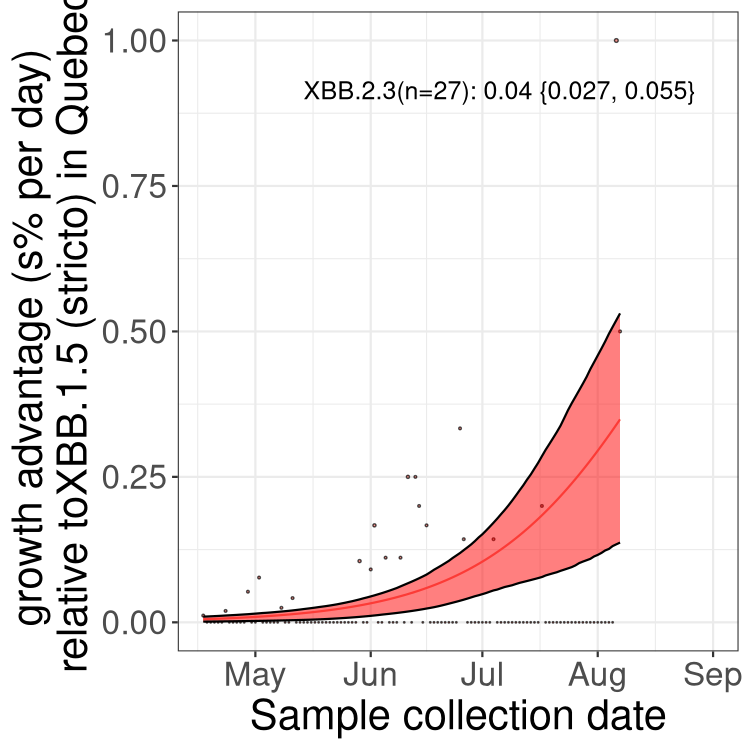 growth advantage (s% per day)
relative toXBB.1.5 (stricto) in Quebec
1.00
XBB.2.3(n=27): 0.04 {0.027, 0.055}
0.75
0.50
0.25
0.00
May Jun Jul Aug Sep
Sample collection date